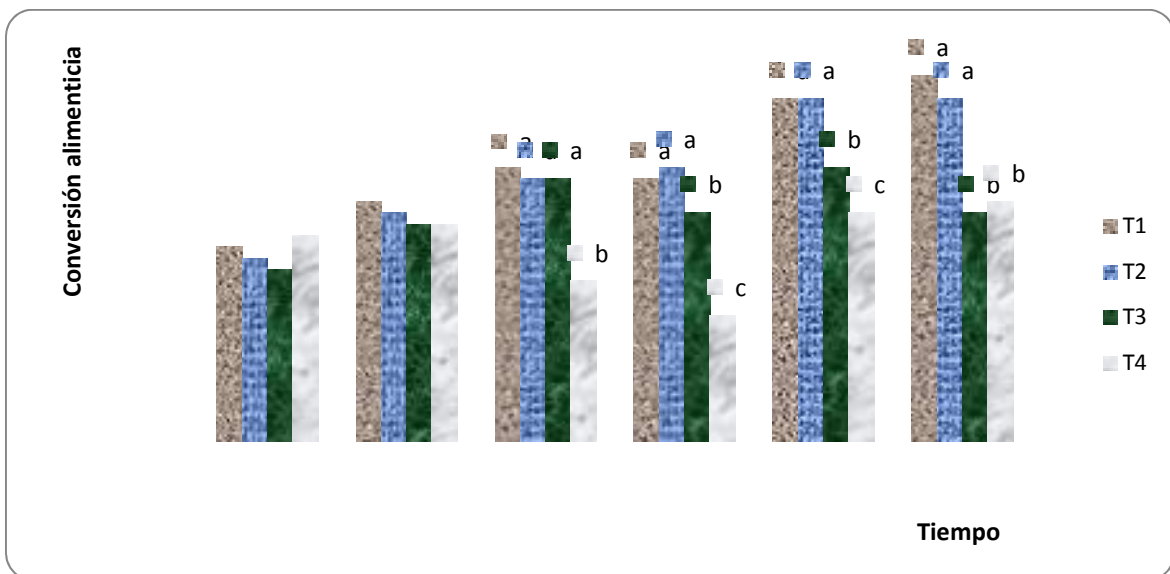 Conversión alimenticia
a
a a
a a a
a a b b b
b c
c
T1
T2
T3
T4
Tiempo